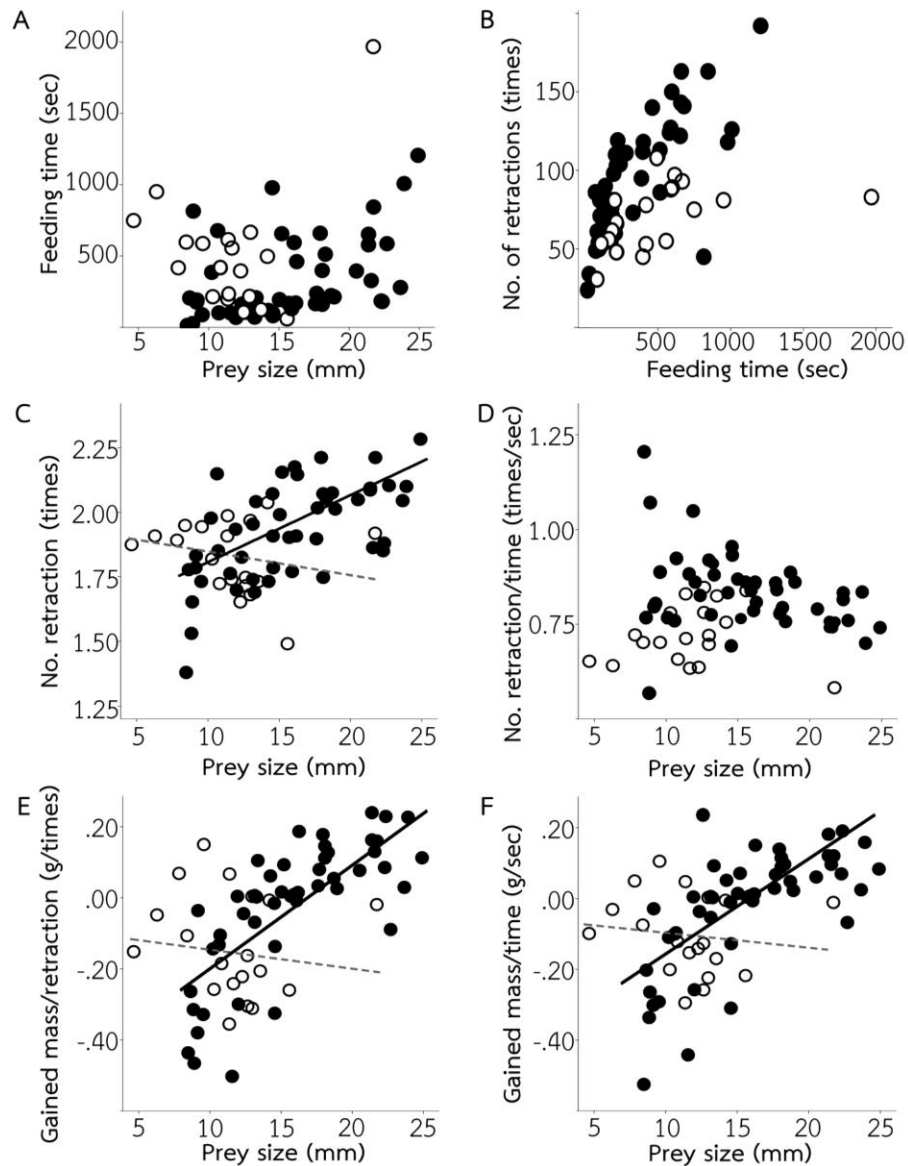 A
Feeding time (sec)
2000
1500
1000
500
5 10 15 20 25
Prey size (mm)
B
No. of retractions (times)
150
100
50
500 1000 1500 2000
Feeding time (sec)
C
No. retraction (times)
2.25
2.00
1.75
1.50
1.25
5 10 15 20 25
Prey size (mm)
D
No. retraction/time (times/sec)
1.25
1.00
0.75
5 10 15 20 25
Prey size (mm)
E
Gained mass/retraction (g/times)
.20
.00
-.20
-.40
5 10 15 20 25
Prey size (mm)
F
Gained mass/time (g/sec)
.20
.00
-.20
-.40
5 10 15 20 25
Prey size (mm)